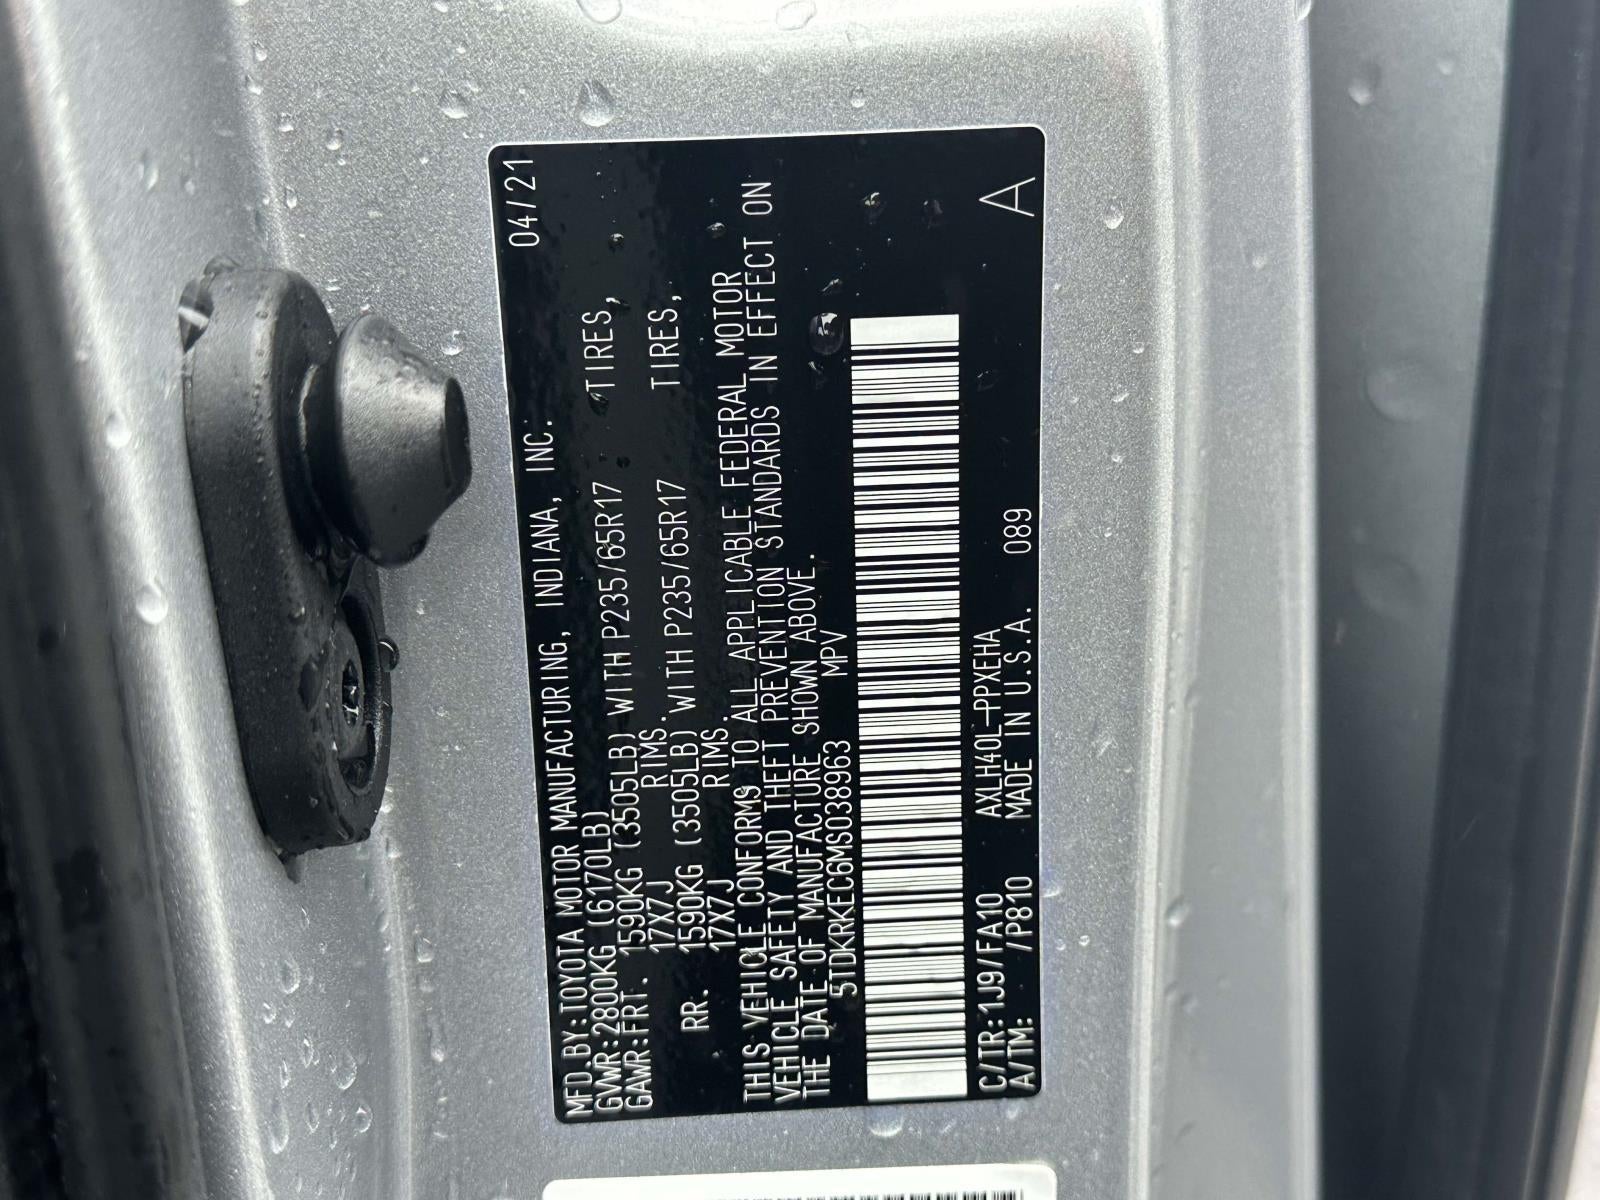 MFD.BY:TOYOTA MOTOR MANUFACTURING, INDIANA, INC. 04/21
GVWR:2800KG (6170LB)
GAWR:FRT. 1590KG (3505LB) WITH P235/65R17 TIRES,
17X7J RIMS.
RR. 1590KG (3505LB) WITH P235/65R17 TIRES,
17X7J RIMS.
THIS VEHICLE CONFORMS TO ALL APPLICABLE FEDERAL MOTOR
VEHICLE SAFETY AND THEFT PREVENTION STANDARDS IN EFFECT ON
THE DATE OF MANUFACTURE SHOWN ABOVE.
5TDKRKEC6MS038963 MPV
C/TR:1J9/FA10 AXLH40L-PPXEHA A
A/TM: /P810 MADE IN U.S.A. 089